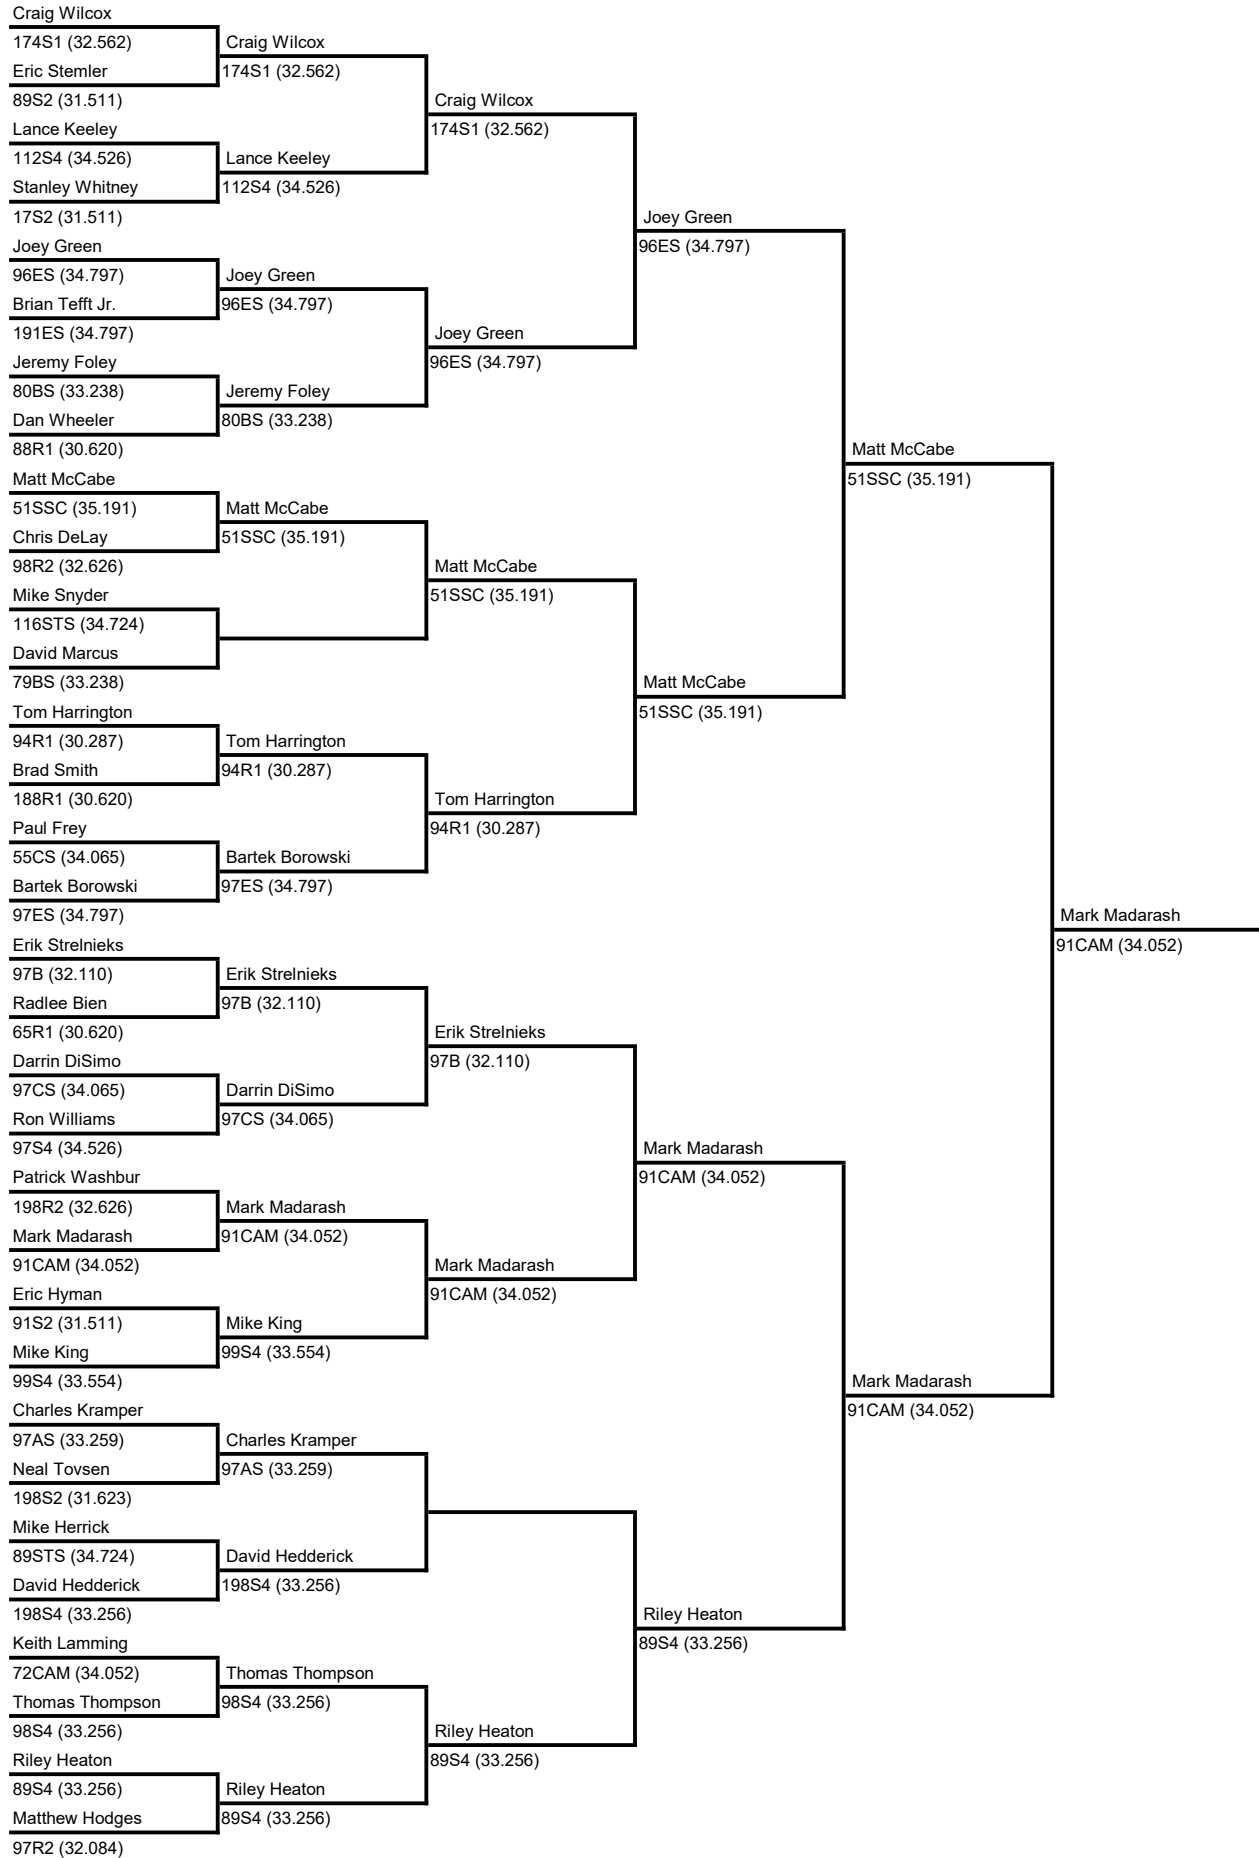 Craig Wilcox
174S1 (32.562)
Eric Stemler
89S2 (31.511)
Lance Keeley
112S4 (34.526)
Stanley Whitney
17S2 (31.511)
Joey Green
96ES (34.797)
Brian Tefft Jr.
191ES (34.797)
Jeremy Foley
80BS (33.238)
Dan Wheeler
88R1 (30.620)
Matt McCabe
51SSC (35.191)
Chris DeLay
98R2 (32.626)
Mike Snyder
116STS (34.724)
David Marcus
79BS (33.238)
Tom Harrington
94R1 (30.287)
Brad Smith
188R1 (30.620)
Paul Frey
55CS (34.065)
Bartek Borowski
97ES (34.797)
Erik Strelnieks
97B (32.110)
Radlee Bien
65R1 (30.620)
Darrin DiSimo
97CS (34.065)
Ron Williams
97S4 (34.526)
Patrick Washbur
198R2 (32.626)
Mark Madarash
91CAM (34.052)
Eric Hyman
91S2 (31.511)
Mike King
99S4 (33.554)
Charles Kramper
97AS (33.259)
Neal Tovsen
198S2 (31.623)
Mike Herrick
89STS (34.724)
David Hedderick
198S4 (33.256)
Keith Lamming
72CAM (34.052)
Thomas Thompson
98S4 (33.256)
Riley Heaton
89S4 (33.256)
Matthew Hodges
97R2 (32.084)
Craig Wilcox
174S1 (32.562)
Lance Keeley
112S4 (34.526)
Joey Green
96ES (34.797)
Jeremy Foley
80BS (33.238)
Matt McCabe
51SSC (35.191)
Tom Harrington
94R1 (30.287)
Bartek Borowski
97ES (34.797)
Erik Strelnieks
97B (32.110)
Darrin DiSimo
97CS (34.065)
Mark Madarash
91CAM (34.052)
Mike King
99S4 (33.554)
Charles Kramper
97AS (33.259)
David Hedderick
198S4 (33.256)
Thomas Thompson
98S4 (33.256)
Riley Heaton
89S4 (33.256)
Craig Wilcox
174S1 (32.562)
Joey Green
96ES (34.797)
Matt McCabe
51SSC (35.191)
Tom Harrington
94R1 (30.287)
Erik Strelnieks
97B (32.110)
Mark Madarash
91CAM (34.052)
Riley Heaton
89S4 (33.256)
Joey Green
96ES (34.797)
Matt McCabe
51SSC (35.191)
Mark Madarash
91CAM (34.052)
Riley Heaton
89S4 (33.256)
Matt McCabe
51SSC (35.191)
Mark Madarash
91CAM (34.052)
Mark Madarash
91CAM (34.052)